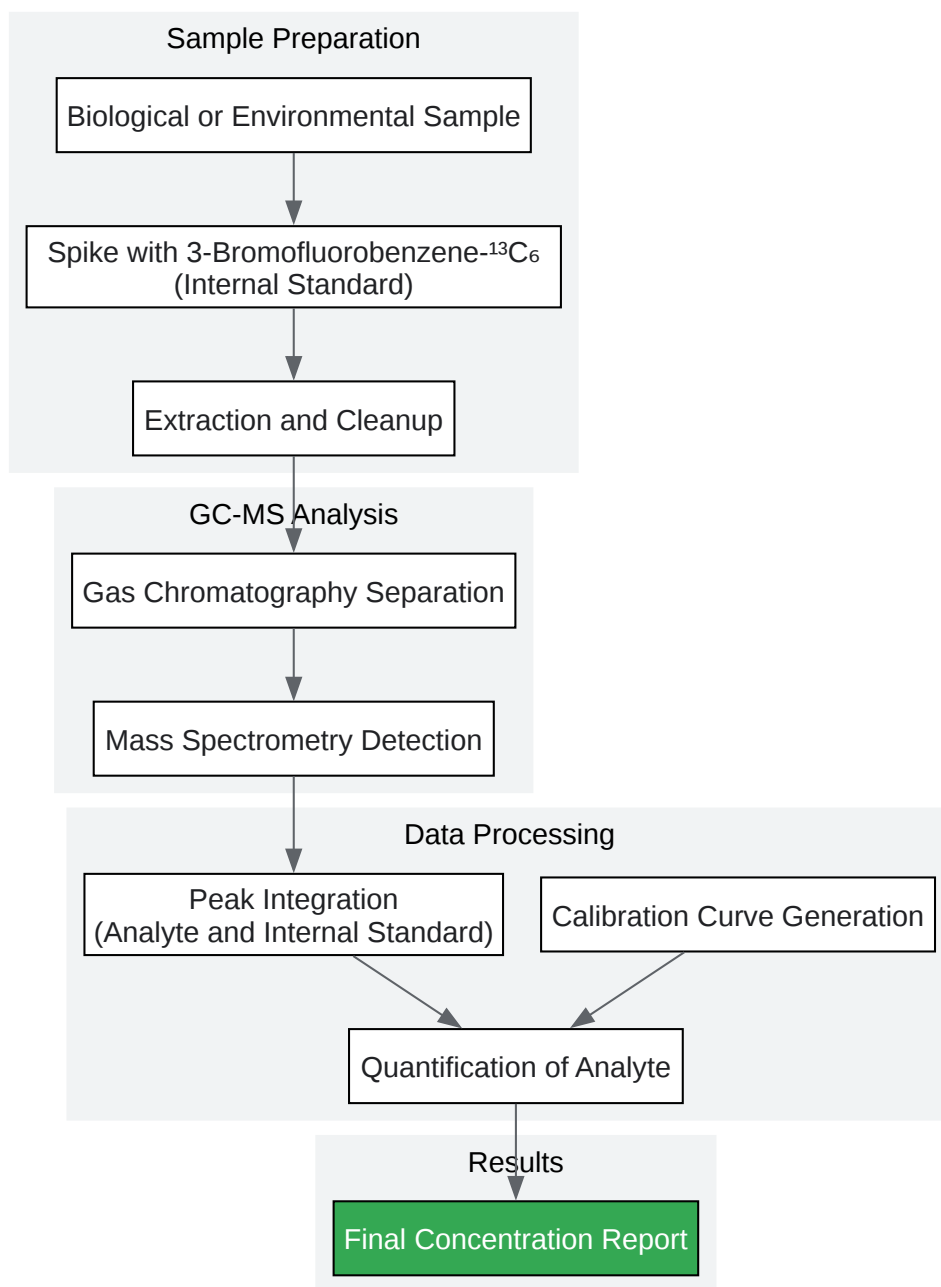 Sample Preparation
Biological or Environmental Sample
Spike with 3-Bromofluorobenzene-¹³C₆
(Internal Standard)
Extraction and Cleanup
GC-MS Analysis
Gas Chromatography Separation
Mass Spectrometry Detection
Data Processing
Peak Integration
(Analyte and Internal Standard)
Calibration Curve Generation
Quantification of Analyte
Results
Final Concentration Report